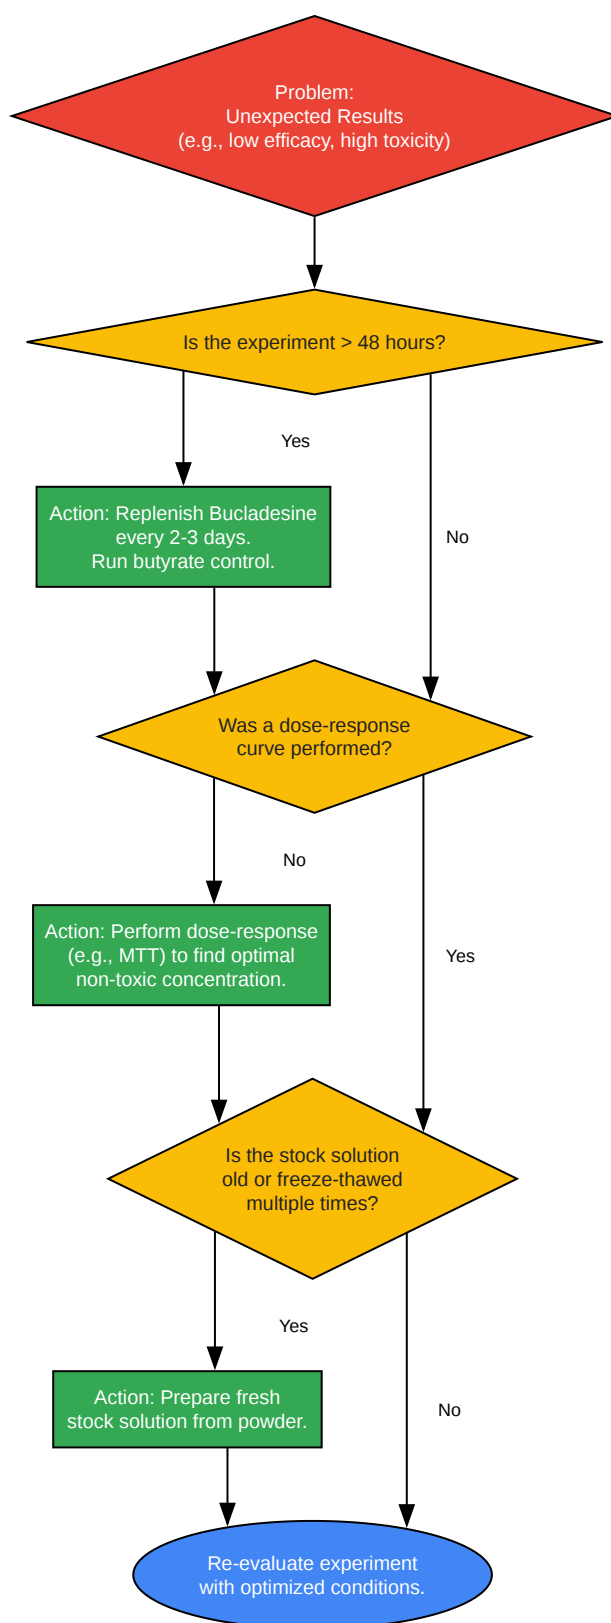 Problem:
Unexpected Results
(e.g., low efficacy, high toxicity)
Is the experiment > 48 hours?
Yes
Action: Replenish Bucladesine
every 2-3 days.
Run butyrate control.
No
Was a dose-response
curve performed?
No
Action: Perform dose-response
(e.g., MTT) to find optimal
non-toxic concentration.
Yes
Is the stock solution
old or freeze-thawed
multiple times?
Yes
Action: Prepare fresh
stock solution from powder.
No
Re-evaluate experiment
with optimized conditions.